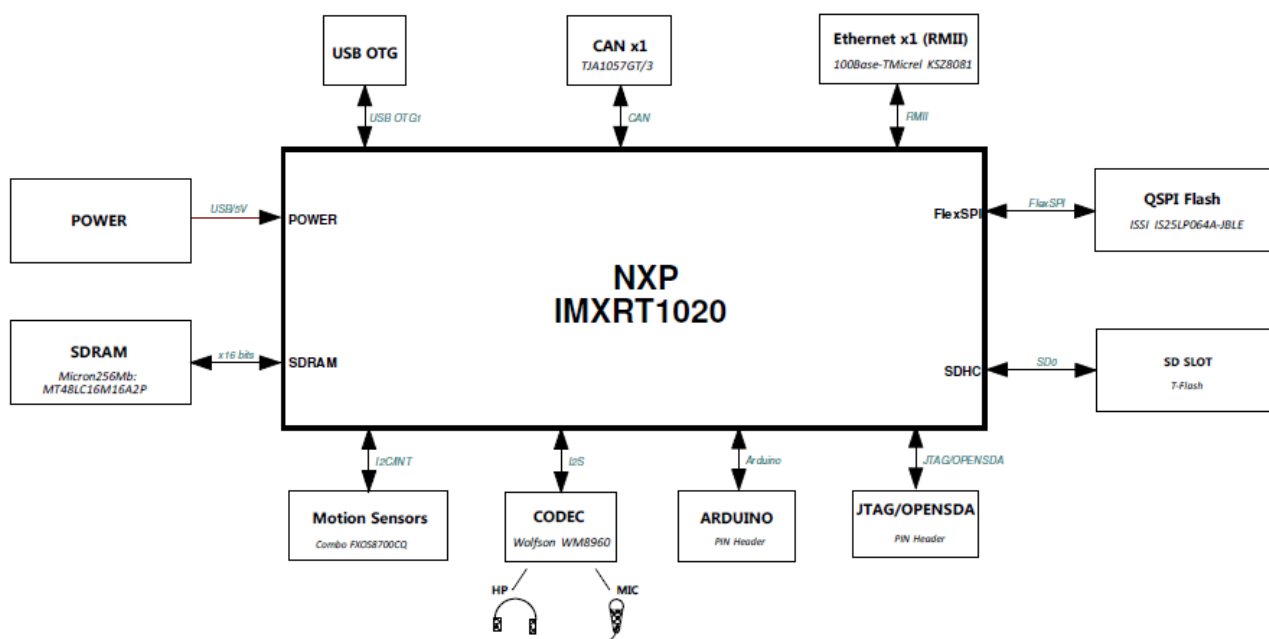 USB OTG
CAN x1
TJA1057GT/3
Ethernet x1 (RMII)
100Base-TMicrel KSZ8081
USB OTG1
CAN
RMII
POWER
USB/5V
POWER
FlexSPI
FlexSPI
QSPI Flash
ISSI IS25LP064A-JBLE
NXP
IMXRT1020
SDRAM
Micron256Mb:
MT48LC16M16A2P
x16 bits
SDRAM
SDHC
SD0
SD SLOT
T-Flash
I2C/INT
I2S
Arduino
JTAG/OPENSDA
Motion Sensors
Combo FXOS8700CQ
CODEC
Wolfson WM8960
ARDUINO
PIN Header
JTAG/OPENSDA
PIN Header
HP
MIC